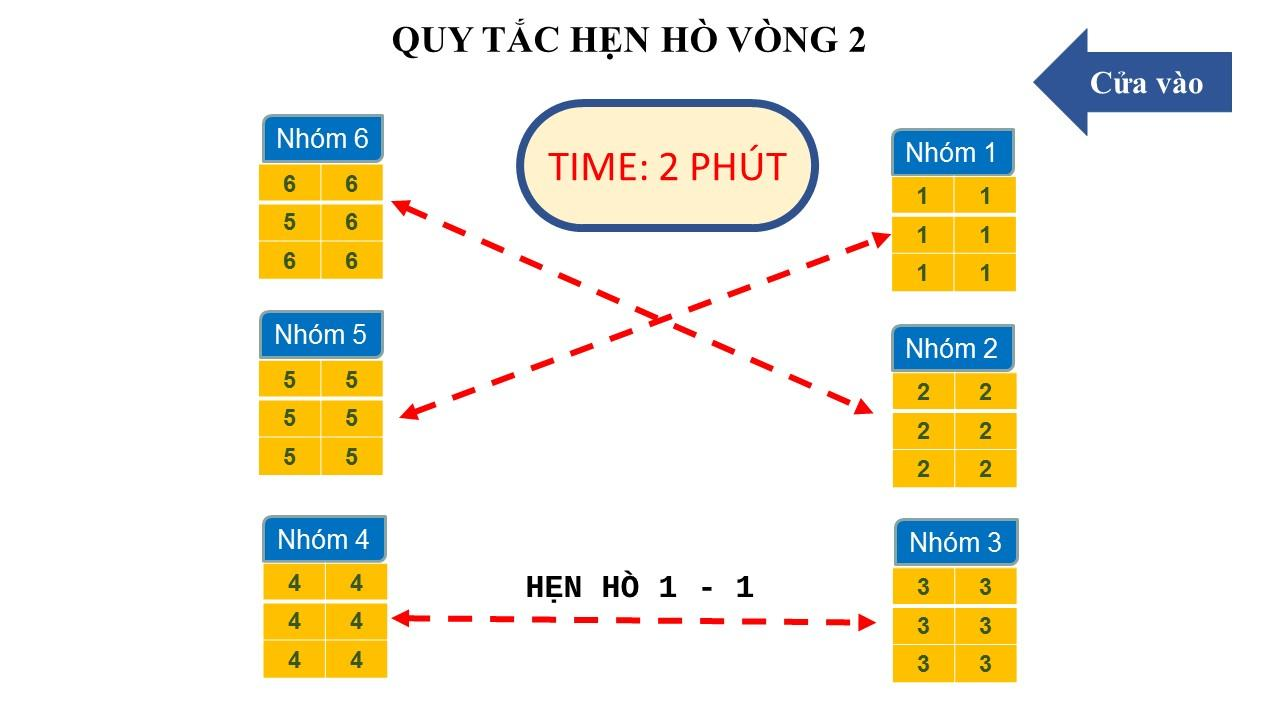 QUY TẮC HẸN HÒ VÒNG 2
Cửa vào
TIME: 2 PHÚT
Nhóm 6
6 6
5 6
6 6
Nhóm 1
1 1
1 1
1 1
Nhóm 5
5 5
5 5
5 5
Nhóm 2
2 2
2 2
2 2
Nhóm 4
4 4
4 4
4 4
HẸN HÒ 1 - 1
Nhóm 3
3 3
3 3
3 3